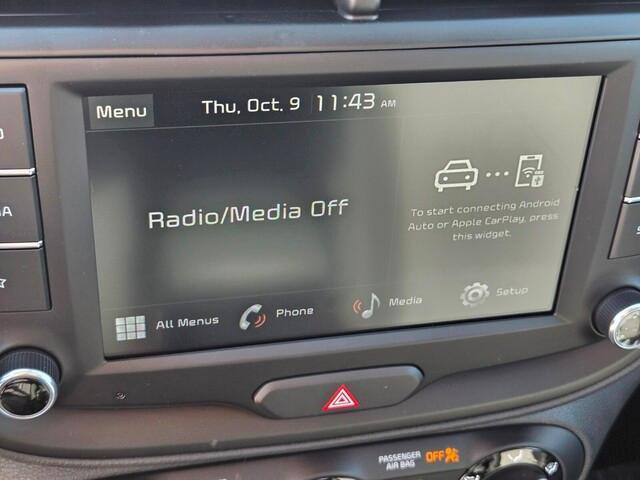 Menu
Thu, Oct. 9 11:43 AM
Radio/Media Off
To start connecting Android
Auto or Apple CarPlay, press
this widget.
All Menus
Phone
Media
Setup
PASSENGER
AIR BAG
OFF